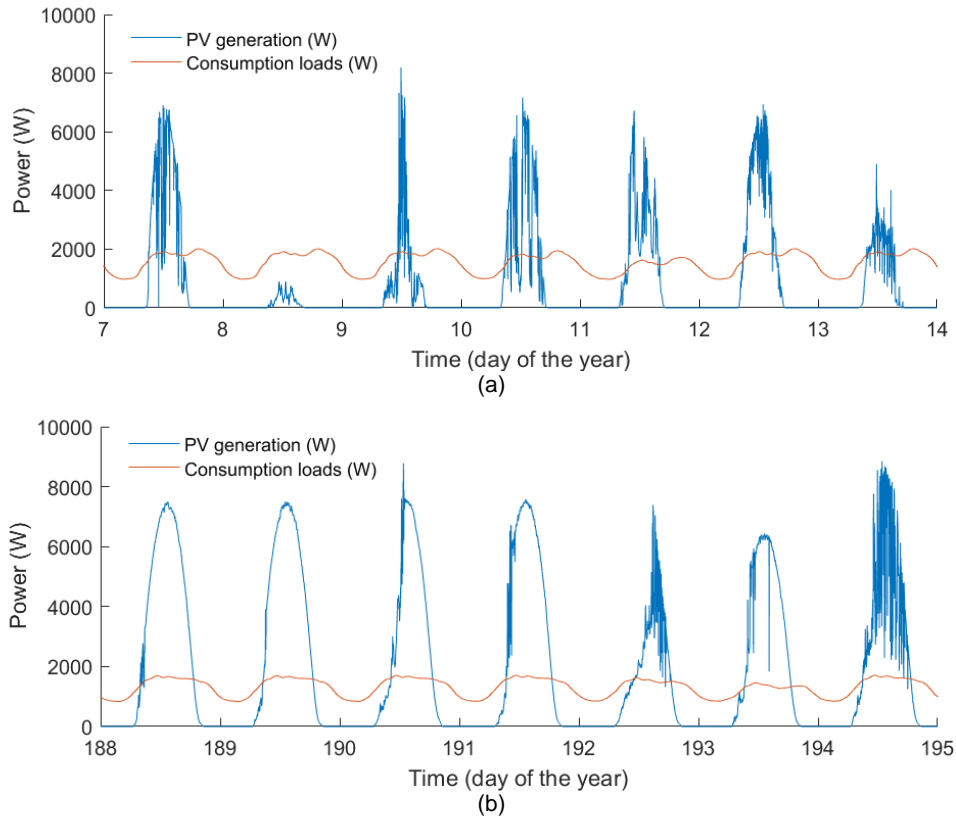 10000
8000
6000
4000
2000
0
Power (W)
PV generation (W)
Consumption loads (W)
7 8 9 10 11 12 13 14
Time (day of the year)
(a)
10000
8000
6000
4000
2000
0
Power (W)
PV generation (W)
Consumption loads (W)
188 189 190 191 192 193 194 195
Time (day of the year)
(b)